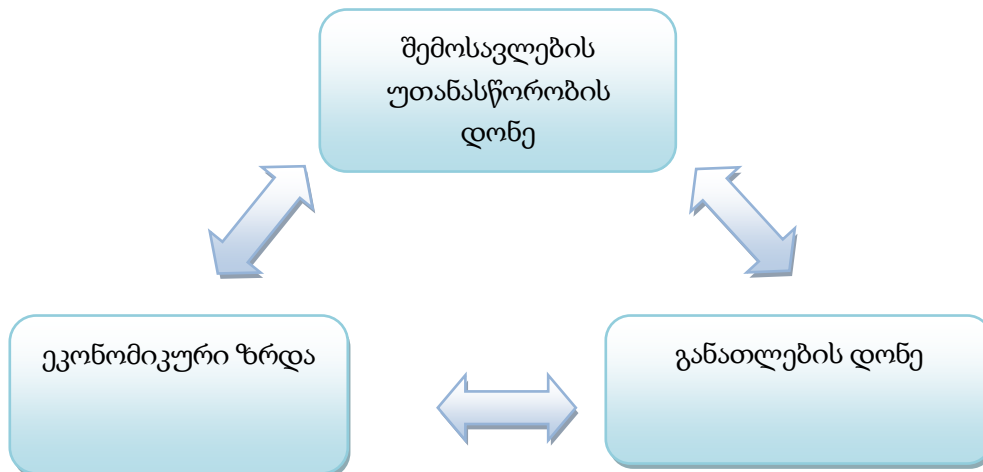 შემოსავლების
უთანასწორობის
დონე
ეკონომიკური ზრდა
განათლების დონე